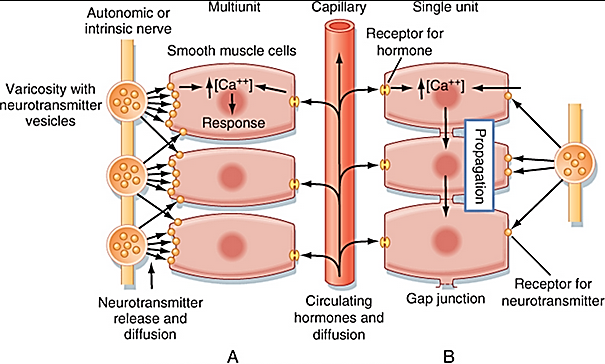 Autonomic or
intrinsic nerve
Multiunit
Capillary
Single unit
Smooth muscle cells
Receptor for
hormone
Varicosity with
neurotransmitter
vesicles
[Ca++]
Response
[Ca++]
Propagation
Neurotransmitter
release and
diffusion
Circulating
hormones and
diffusion
Gap junction
Receptor for
neurotransmitter
A
B